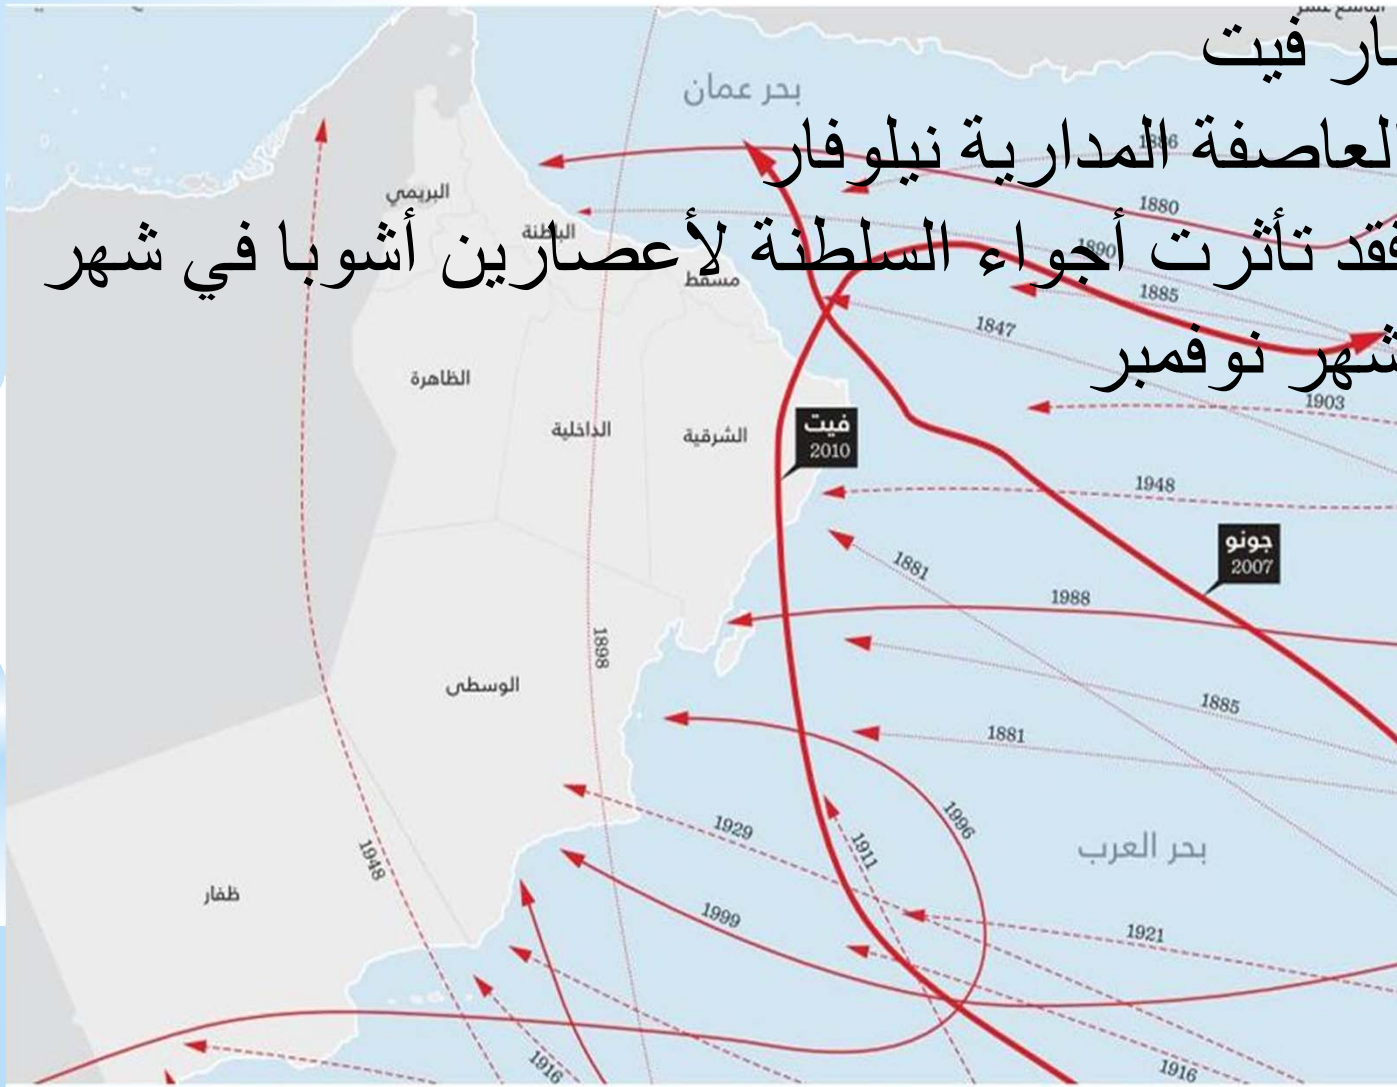 بحر عمان
ـار فيت
لعاصفة المدارية نيلوفار
1886
البريمي
1880
الباطنة
فقد تأثرت أجواء السلطنة لأعصارين أشوبا في شهر
1890
مسقط
1885
1847
شهر نوفمبر
الظاهرة
1903
فيت
2010
الداخلية
الشرقية
1948
جونو
2007
1881
1988
1898
الوسطى
1885
1881
1996
1929
1911
بحر العرب
1948
ظفار
1999
1921
1916
1916